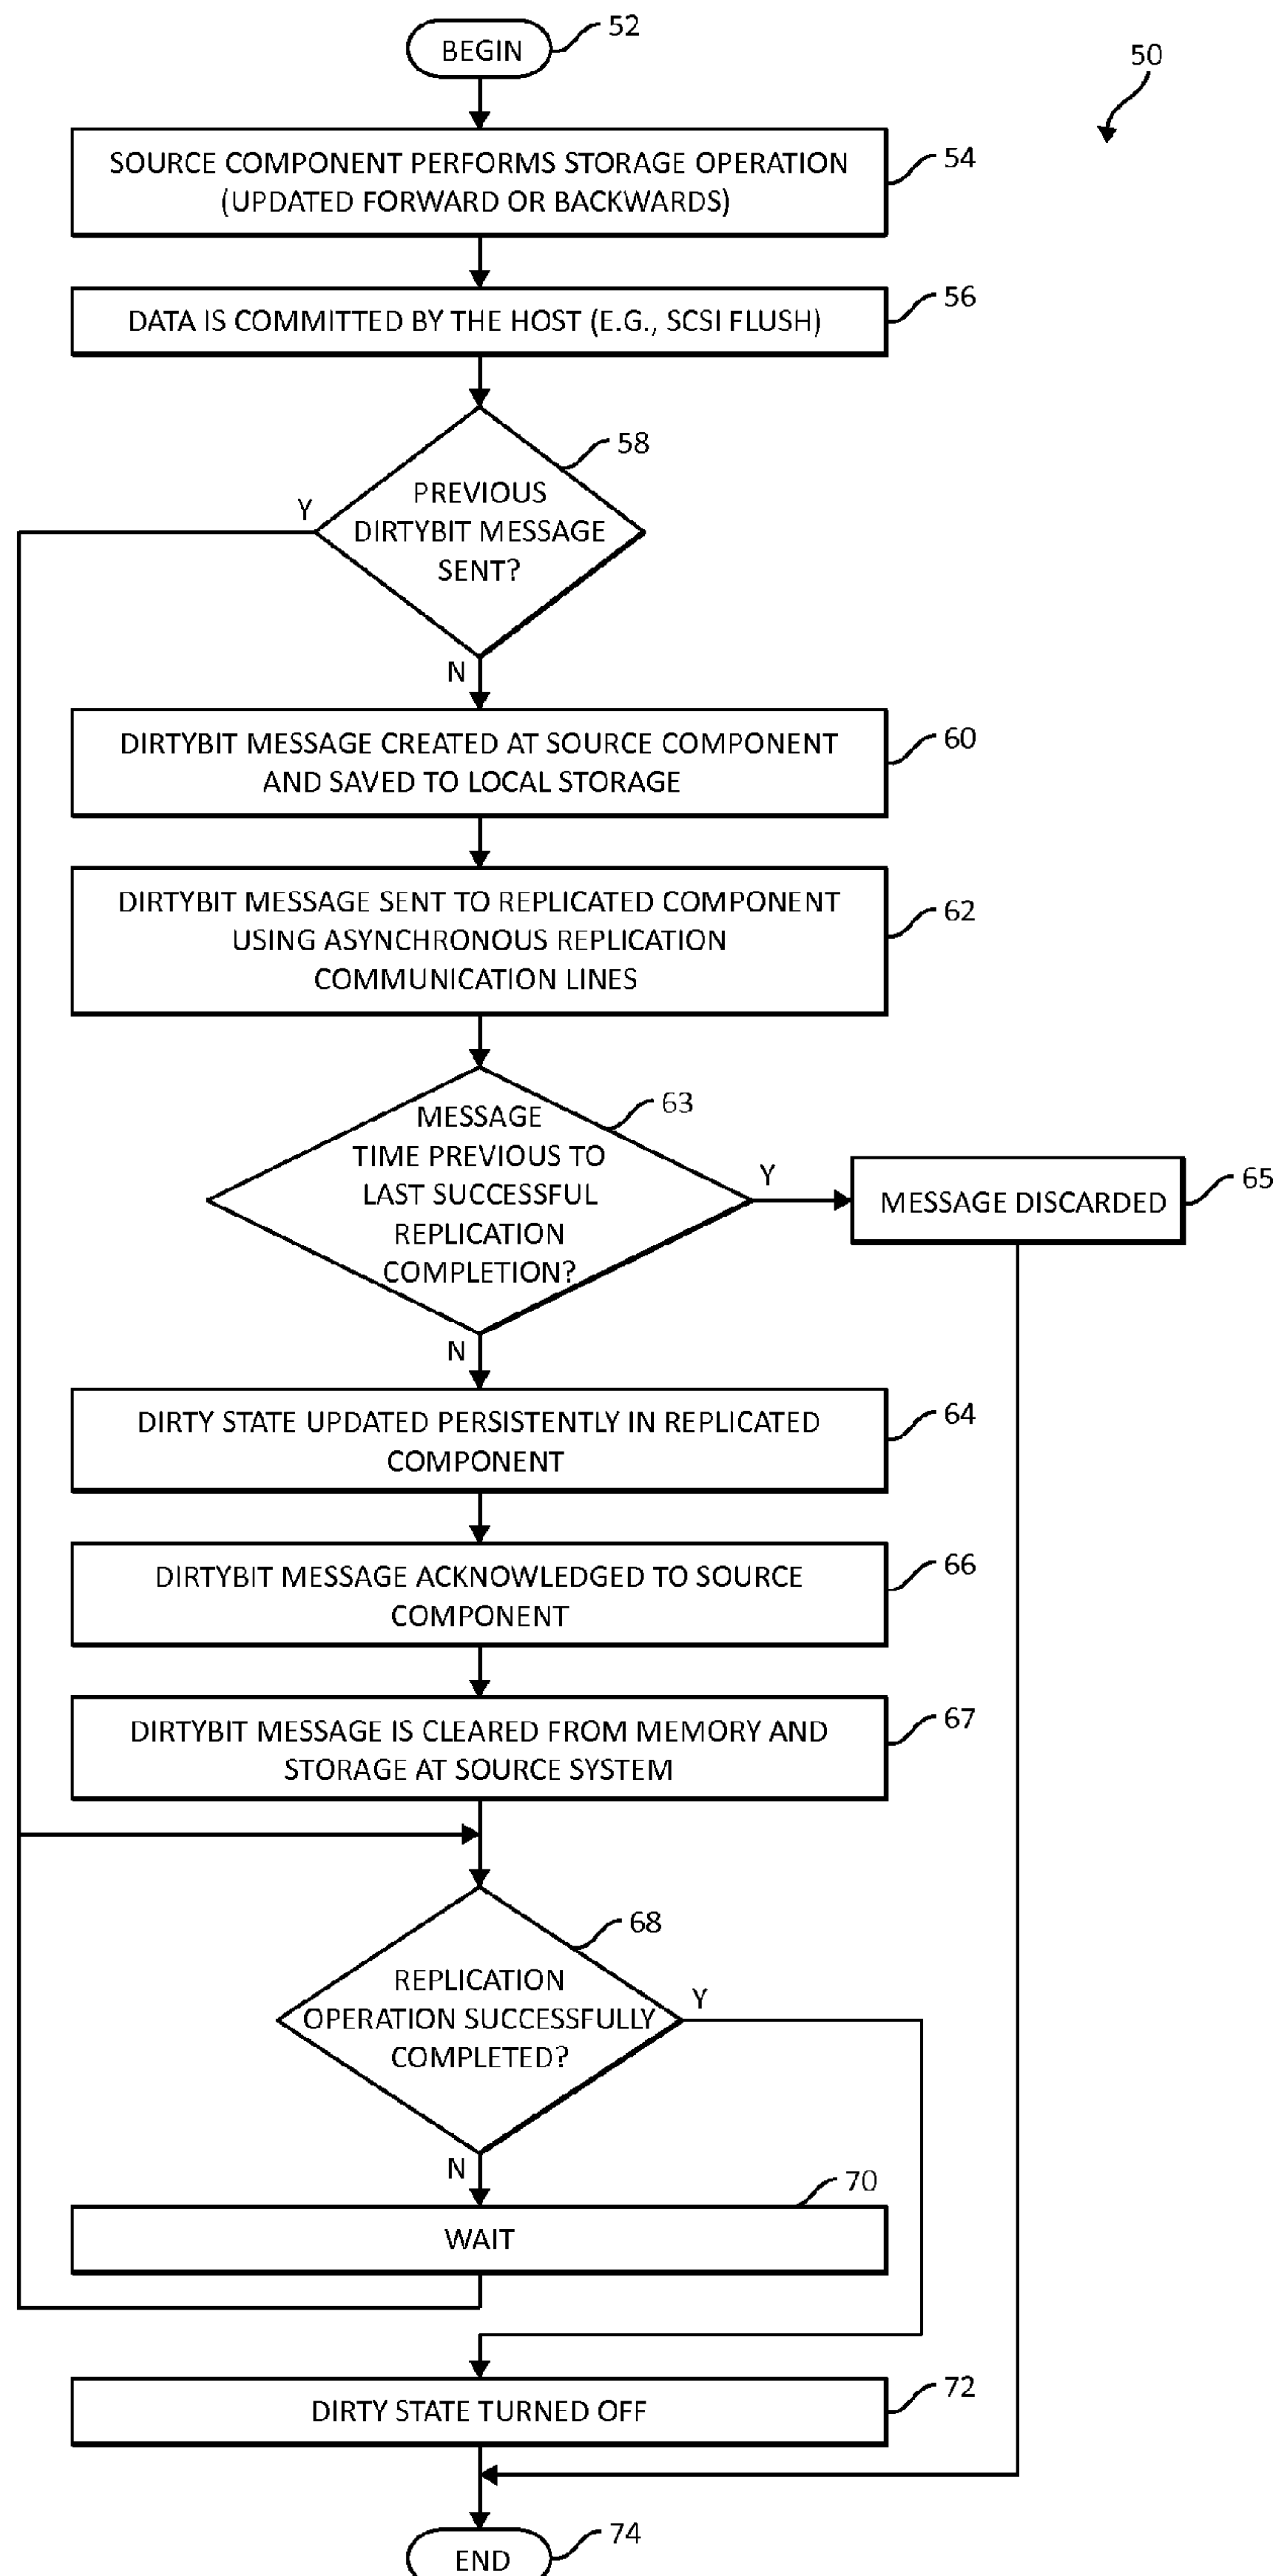 BEGIN
52
50
SOURCE COMPONENT PERFORMS STORAGE OPERATION
(UPDATED FORWARD OR BACKWARDS)
54
DATA IS COMMITTED BY THE HOST (E.G., SCSI FLUSH)
56
PREVIOUS
DIRTYBIT MESSAGE
SENT?
58
Y
N
DIRTYBIT MESSAGE CREATED AT SOURCE COMPONENT
AND SAVED TO LOCAL STORAGE
60
DIRTYBIT MESSAGE SENT TO REPLICATED COMPONENT
USING ASYNCHRONOUS REPLICATION
COMMUNICATION LINES
62
MESSAGE
TIME PREVIOUS TO
LAST SUCCESSFUL
REPLICATION
COMPLETION?
63
Y
MESSAGE DISCARDED
65
N
DIRTY STATE UPDATED PERSISTENTLY IN REPLICATED
COMPONENT
64
DIRTYBIT MESSAGE ACKNOWLEDGED TO SOURCE
COMPONENT
66
DIRTYBIT MESSAGE IS CLEARED FROM MEMORY AND
STORAGE AT SOURCE SYSTEM
67
REPLICATION
OPERATION SUCCESSFULLY
COMPLETED?
68
Y
N
WAIT
70
DIRTY STATE TURNED OFF
72
END
74